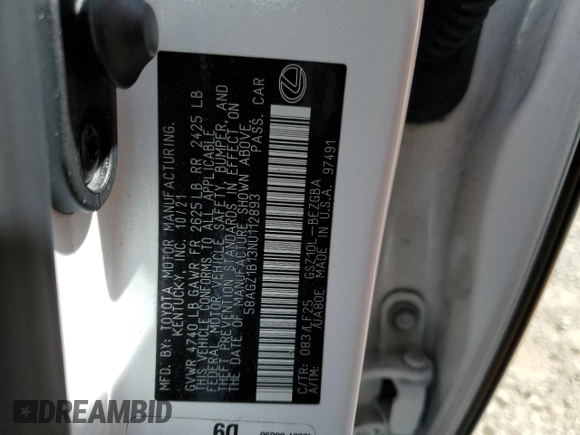 MFD. BY: TOYOTA MOTOR MANUFACTURING.
KENTUCKY, INC. 10/21
GVWR 4740 LB GAWR FR 2625 LB RR 2425 LB
THIS VEHICLE CONFORMS TO ALL APPLICABLE
FEDERAL MOTOR VEHICLE SAFETY, BUMPER, AND
THEFT PREVENTION STANDARDS IN EFFECT ON
THE DATE OF MANUFACTURE SHOWN ABOVE.
58AGZ1B13NU112893 PASS. CAR
C/TR: 083/LF25 GSZ10L-BEZGBA
A/TM: /UA80E MADE IN U.S.A. 97491
D9
DREAMBID